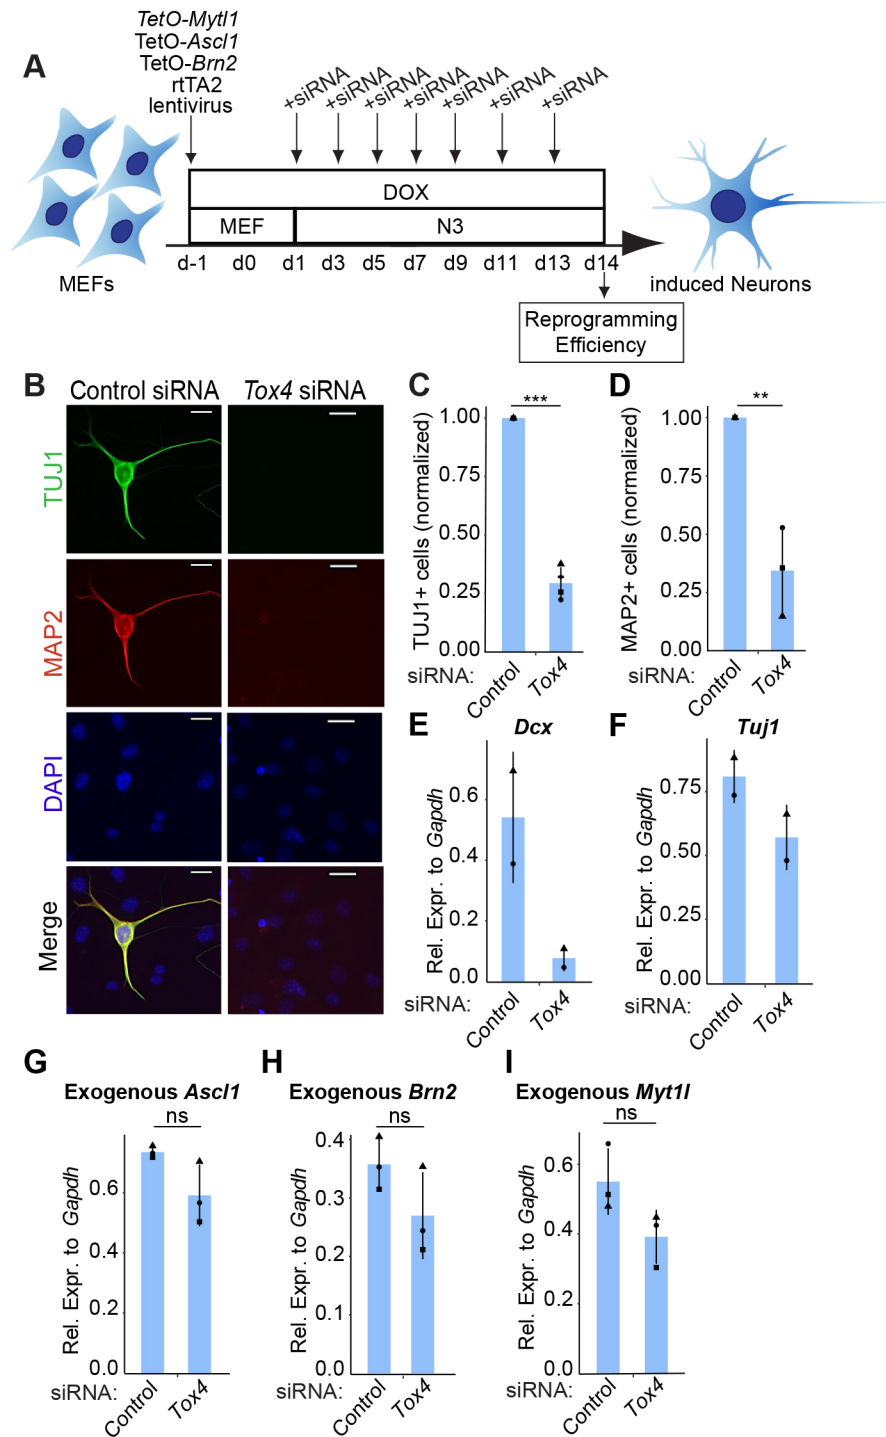 A
TetO-Mytl1
TetO-Ascl1
TetO-Brn2
rtTA2
lentivirus
+siRNA +siRNA +siRNA +siRNA +siRNA +siRNA +siRNA
DOX
MEF N3
d-1 d0 d1 d3 d5 d7 d9 d11 d13 d14
MEFs
induced Neurons
Reprogramming
Efficiency
B
Control siRNA Tox4 siRNA
TUJ1
MAP2
DAPI
Merge
C
***
TUJ1+ cells (normalized)
1.00
0.75
0.50
0.25
0.00
siRNA:
Control Tox4
D
**
MAP2+ cells (normalized)
1.00
0.75
0.50
0.25
0.00
siRNA:
Control Tox4
E
Dcx
Rel. Expr. to Gapdh
0.6
0.4
0.2
0.0
siRNA:
Control Tox4
F
Tuj1
Rel. Expr. to Gapdh
0.75
0.50
0.25
0.00
siRNA:
Control Tox4
G
Exogenous Ascl1
ns
Rel. Expr. to Gapdh
0.6
0.4
0.2
0.0
siRNA:
Control Tox4
H
Exogenous Brn2
ns
Rel. Expr. to Gapdh
0.4
0.3
0.2
0.1
0.0
siRNA:
Control Tox4
I
Exogenous Myt1l
ns
Rel. Expr. to Gapdh
0.6
0.4
0.2
0.0
siRNA:
Control Tox4